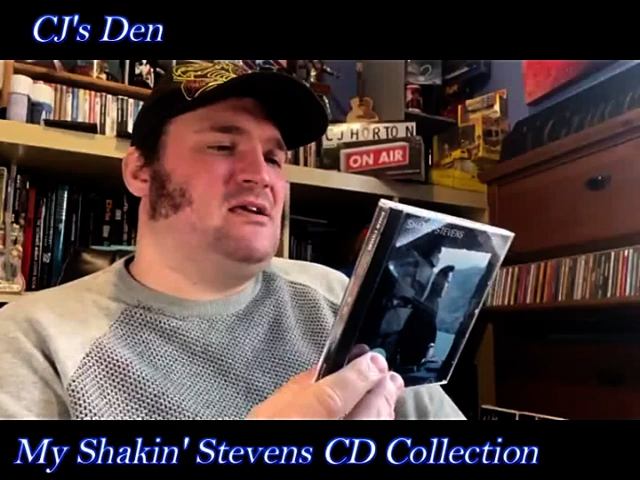 CJ's Den
CJ HORTON
ON AIR
SHAKIN' STEVENS
My Shakin' Stevens CD Collection